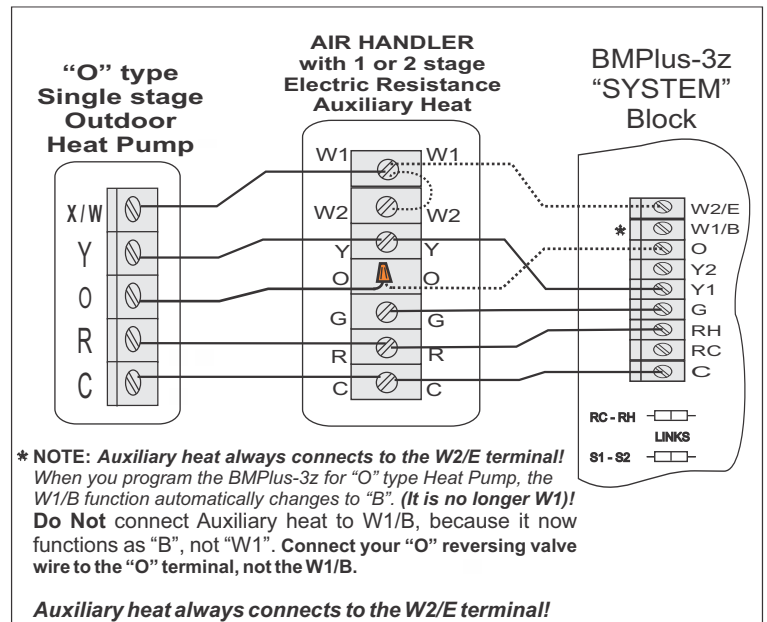 “O” type
Single stage
Outdoor
Heat Pump
AIR HANDLER
with 1 or 2 stage
Electric Resistance
Auxiliary Heat
BMPlus-3z
“SYSTEM”
Block
X/W
Y
O
R
C
W1 W1
W2 W2
Y Y
O O
G G
R R
C C
W2/E
* W1/B
O
Y2
Y1
G
RH
RC
C
RC - RH
LINKS
S1 - S2
* NOTE: Auxiliary heat always connects to the W2/E terminal!
When you program the BMPlus-3z for “O” type Heat Pump, the
W1/B function automatically changes to “B”. (It is no longer W1)!
Do Not connect Auxiliary heat to W1/B, because it now
functions as “B”, not “W1”. Connect your “O” reversing valve
wire to the “O” terminal, not the W1/B.
Auxiliary heat always connects to the W2/E terminal!